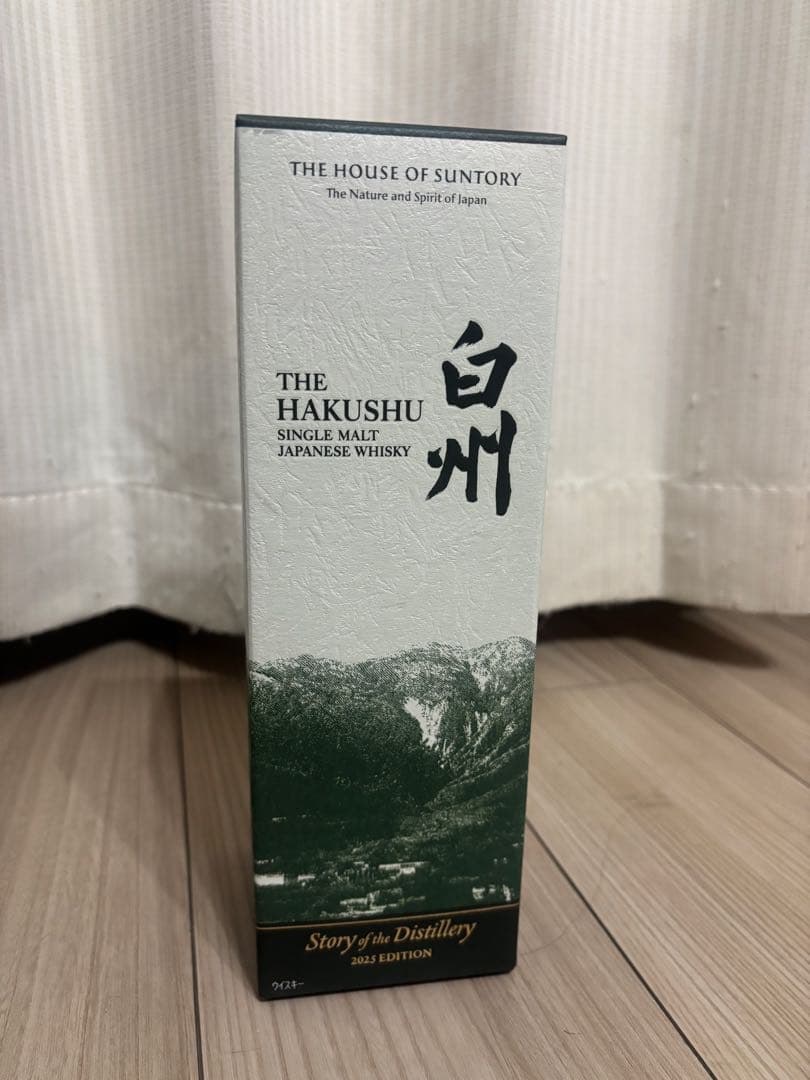 THE HOUSE OF SUNTORY
The Nature and Spirit of Japan
白州
THE
HAKUSHU
SINGLE MALT
JAPANESE WHISKY
Story of the Distillery
2025 EDITION
ウイスキー